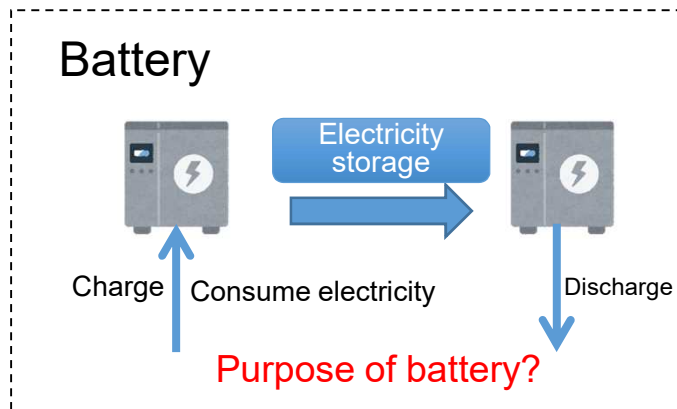 Battery
Electricity
storage
Charge
Consume electricity
Discharge
Purpose of battery?